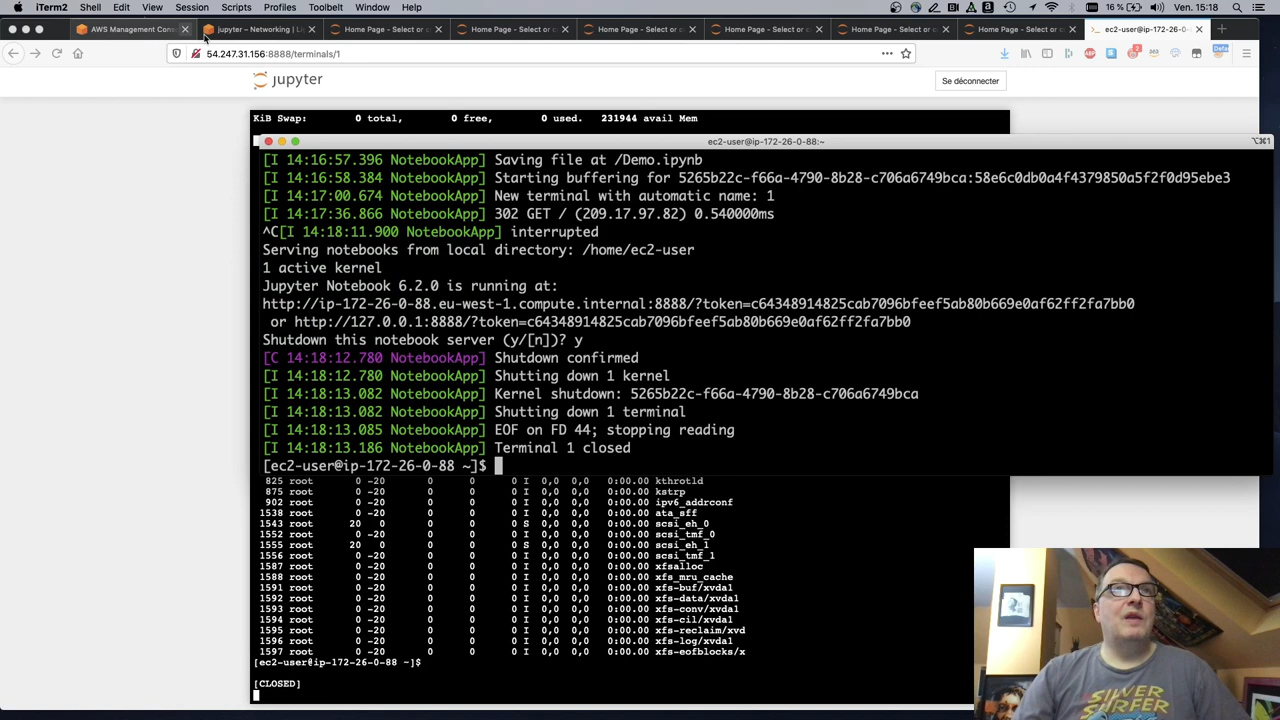 iTerm2 Shell Edit View Session Scripts Profiles Toolbelt Window Help 16 % Ven. 15:18
AWS Management Cons
jupyter – Networking | Li
Home Page - Select or c
Home Page - Select or c
Home Page - Select or c
Home Page - Select or c
Home Page - Select or c
Home Page - Select or c
ec2-user@ip-172-26-0-
54.247.31.156:8888/terminals/1
jupyter
Se déconnecter
KiB Swap: 0 total, 0 free, 0 used. 231944 avail Mem
ec2-user@ip-172-26-0-88:~
⌥⌘1
[I 14:16:57.396 NotebookApp] Saving file at /Demo.ipynb
[I 14:16:58.384 NotebookApp] Starting buffering for 5265b22c-f66a-4790-8b28-c706a6749bca:58e6c0db0a4f4379850a5f2f0d95ebe3
[I 14:17:00.674 NotebookApp] New terminal with automatic name: 1
[I 14:17:36.866 NotebookApp] 302 GET / (209.17.97.82) 0.540000ms
^C[I 14:18:11.900 NotebookApp] interrupted
Serving notebooks from local directory: /home/ec2-user
1 active kernel
Jupyter Notebook 6.2.0 is running at:
http://ip-172-26-0-88.eu-west-1.compute.internal:8888/?token=c64348914825cab7096bfeef5ab80b669e0af62ff2fa7bb0
or http://127.0.0.1:8888/?token=c64348914825cab7096bfeef5ab80b669e0af62ff2fa7bb0
Shutdown this notebook server (y/[n])? y
[C 14:18:12.780 NotebookApp] Shutdown confirmed
[I 14:18:12.780 NotebookApp] Shutting down 1 kernel
[I 14:18:13.082 NotebookApp] Kernel shutdown: 5265b22c-f66a-4790-8b28-c706a6749bca
[I 14:18:13.082 NotebookApp] Shutting down 1 terminal
[I 14:18:13.085 NotebookApp] EOF on FD 44; stopping reading
[I 14:18:13.186 NotebookApp] Terminal 1 closed
[ec2-user@ip-172-26-0-88 ~]$
825 root 0 -20 0 0 0 I 0,0 0,0 0:00.00 kthrotld
875 root 0 -20 0 0 0 I 0,0 0,0 0:00.00 kstrp
902 root 0 -20 0 0 0 I 0,0 0,0 0:00.00 ipv6_addrconf
1538 root 0 -20 0 0 0 I 0,0 0,0 0:00.00 ata_sff
1543 root 20 0 0 0 0 S 0,0 0,0 0:00.00 scsi_eh_0
1552 root 0 -20 0 0 0 I 0,0 0,0 0:00.00 scsi_tmf_0
1555 root 20 0 0 0 0 S 0,0 0,0 0:00.00 scsi_eh_1
1556 root 0 -20 0 0 0 I 0,0 0,0 0:00.00 scsi_tmf_1
1587 root 0 -20 0 0 0 I 0,0 0,0 0:00.00 xfsalloc
1588 root 0 -20 0 0 0 I 0,0 0,0 0:00.00 xfs_mru_cache
1591 root 0 -20 0 0 0 I 0,0 0,0 0:00.00 xfs-buf/xvda1
1592 root 0 -20 0 0 0 I 0,0 0,0 0:00.00 xfs-data/xvda1
1593 root 0 -20 0 0 0 I 0,0 0,0 0:00.00 xfs-conv/xvda1
1594 root 0 -20 0 0 0 I 0,0 0,0 0:00.00 xfs-cil/xvda1
1595 root 0 -20 0 0 0 I 0,0 0,0 0:00.00 xfs-reclaim/xvd
1596 root 0 -20 0 0 0 I 0,0 0,0 0:00.00 xfs-log/xvda1
1597 root 0 -20 0 0 0 I 0,0 0,0 0:00.00 xfs-eofblocks/x
[ec2-user@ip-172-26-0-88 ~]$
[CLOSED]
SILVER
SURFER